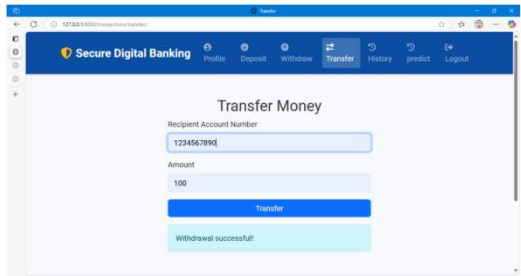 Transfer
127.0.0.1:8000/transactions/transfer/
Secure Digital Banking
Profile Deposit Withdraw Transfer History predict Logout
Transfer Money
Recipient Account Number
1234567890
Amount
100
Transfer
Withdrawal successful!